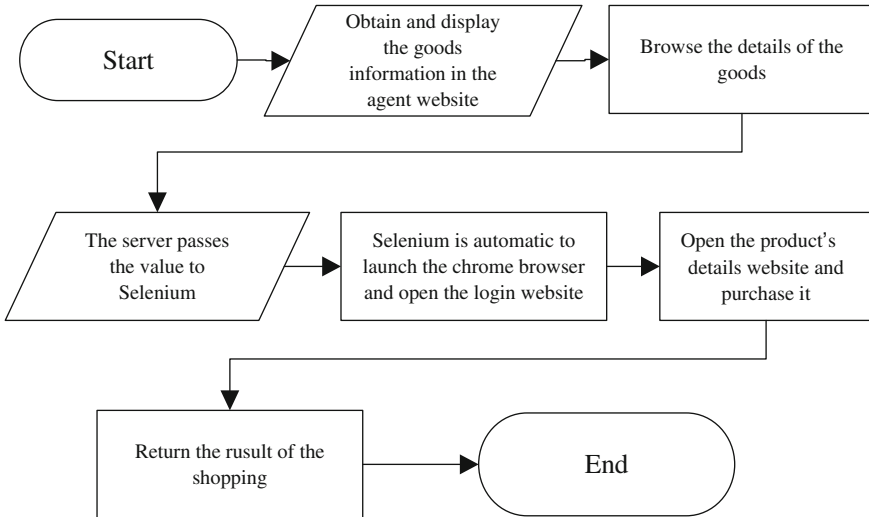 Start
Obtain and display
the goods
information in the
agent website
Browse the details of the
goods
The server passes
the value to
Selenium
Selenium is automatic to
launch the chrome browser
and open the login website
Open the product's
details website and
purchase it
Return the rusult of the
shopping
End